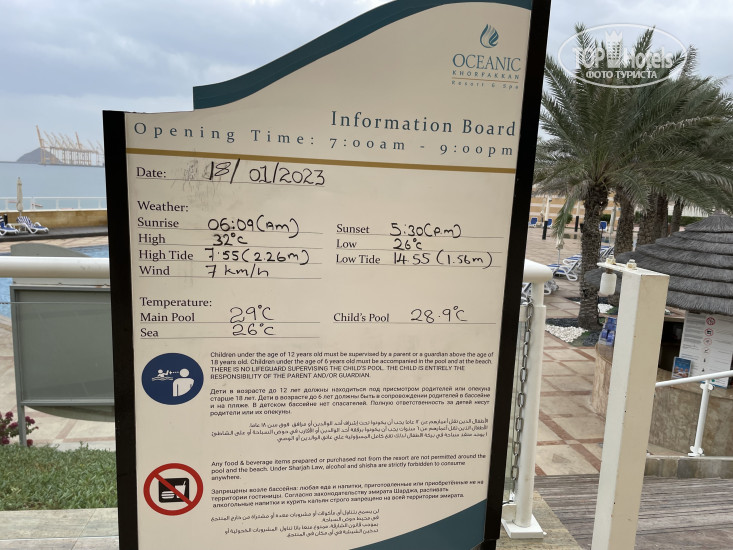 TopHotels
ФОТО ТУРИСТА
OCEANIC
KHORFAKKAN
Resort & Spa
Information Board
Opening Time: 7:00am - 9:00pm
Date: 18/01/2023
Weather:
Sunrise 06:09(am) Sunset 5:30(pm)
High 32°c Low 26°c
High Tide 7.55(2.26m) Low Tide 14.55 (1.56m)
Wind 7 km/h
Temperature:
Main Pool 29°C Child's Pool 28.9°C
Sea 26°C
Children under the age of 12 years old must be supervised by a parent or a guardian above the age of
18 years old. Children under the age of 6 years old must be accompanied in the pool and at the beach.
THERE IS NO LIFEGUARD SUPERVISING THE CHILD'S POOL. THE CHILD IS ENTIRELY THE
RESPONSIBILITY OF THE PARENT AND/OR GUARDIAN.
Дети в возрасте до 12 лет должны находиться под присмотром родителя или опекуна
старше 18 лет. Дети в возрасте до 6 лет должны быть в сопровождении родителей в бассейне
и на пляже. В детском бассейне нет спасателей. Полную ответственность за детей несут
родители или их опекуны.
Any food & beverage items prepared or purchased not from the resort are not permitted around the
pool and the beach. Under Sharjah Law, alcohol and shisha are strictly forbidden to consume
anywhere.
Запрещены возле бассейна: любая еда и напитки, приготовленные или приобретенные не на
территории гостиницы. Согласно законодательству эмирата Шарджа, распивать
алкогольные напитки и курить кальян строго запрещено на всей территории эмирата.